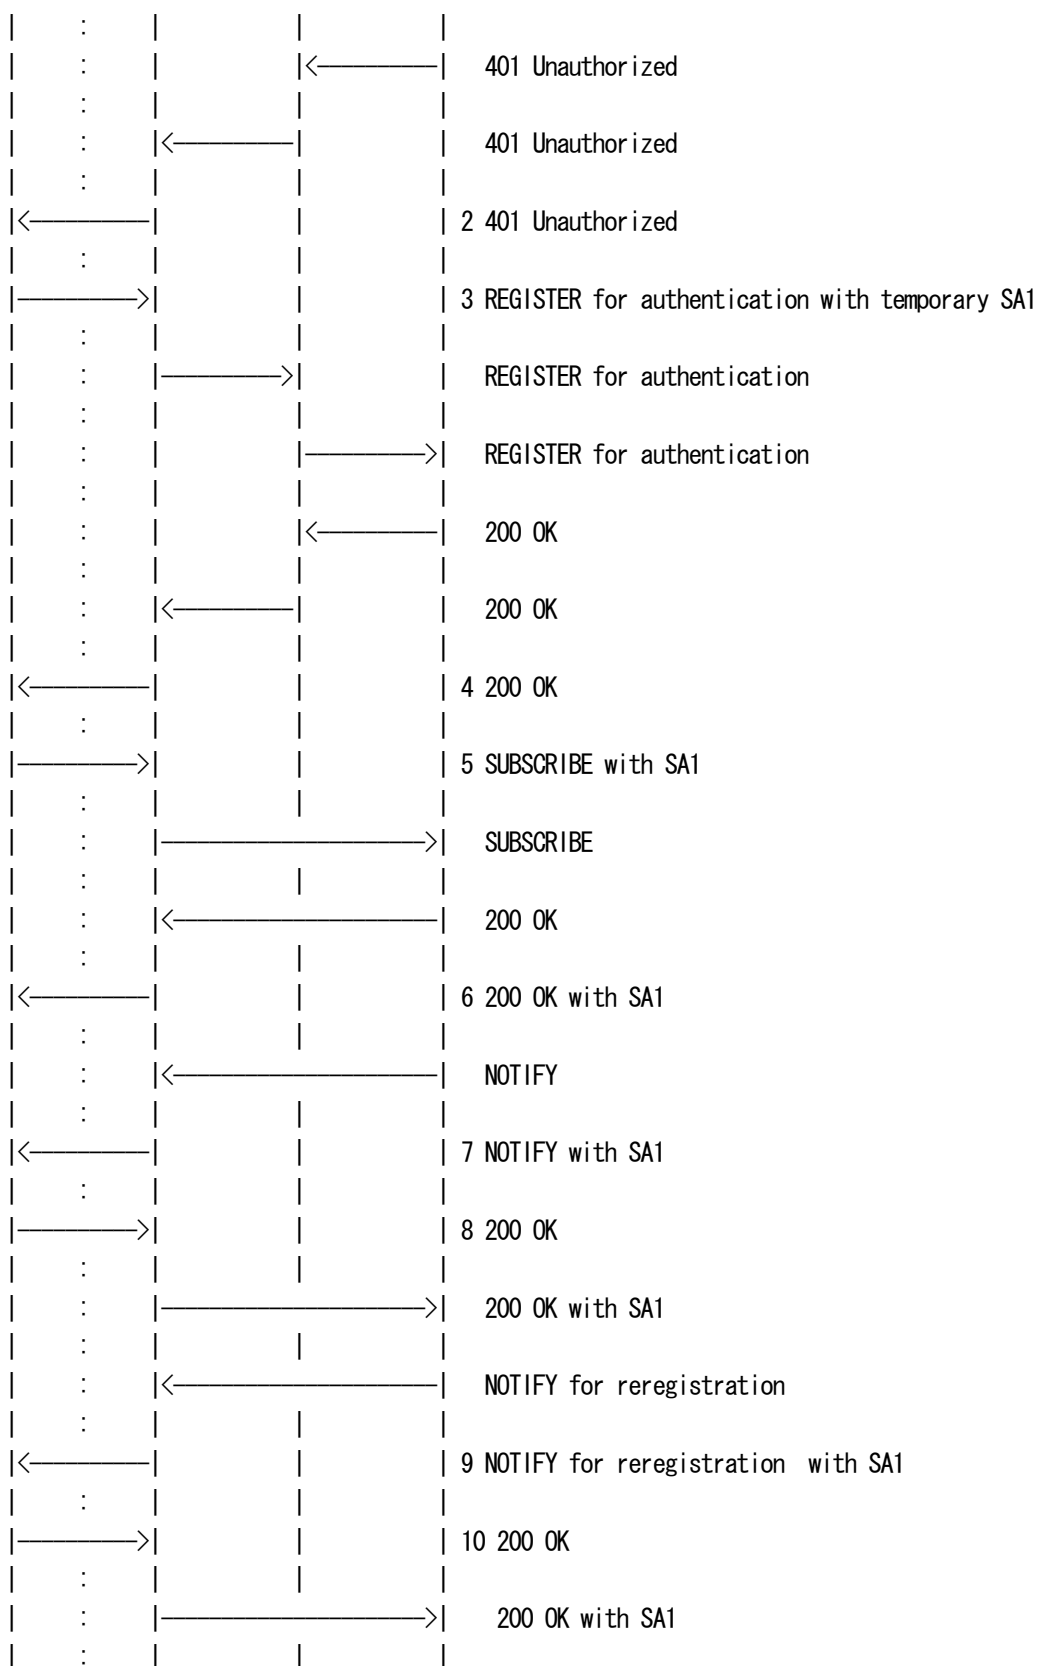 401 Unauthorized
401 Unauthorized
2 401 Unauthorized
3 REGISTER for authentication with temporary SA1
REGISTER for authentication
REGISTER for authentication
200 OK
200 OK
4 200 OK
5 SUBSCRIBE with SA1
SUBSCRIBE
200 OK
6 200 OK with SA1
NOTIFY
7 NOTIFY with SA1
8 200 OK
200 OK with SA1
NOTIFY for reregistration
9 NOTIFY for reregistration with SA1
10 200 OK
200 OK with SA1